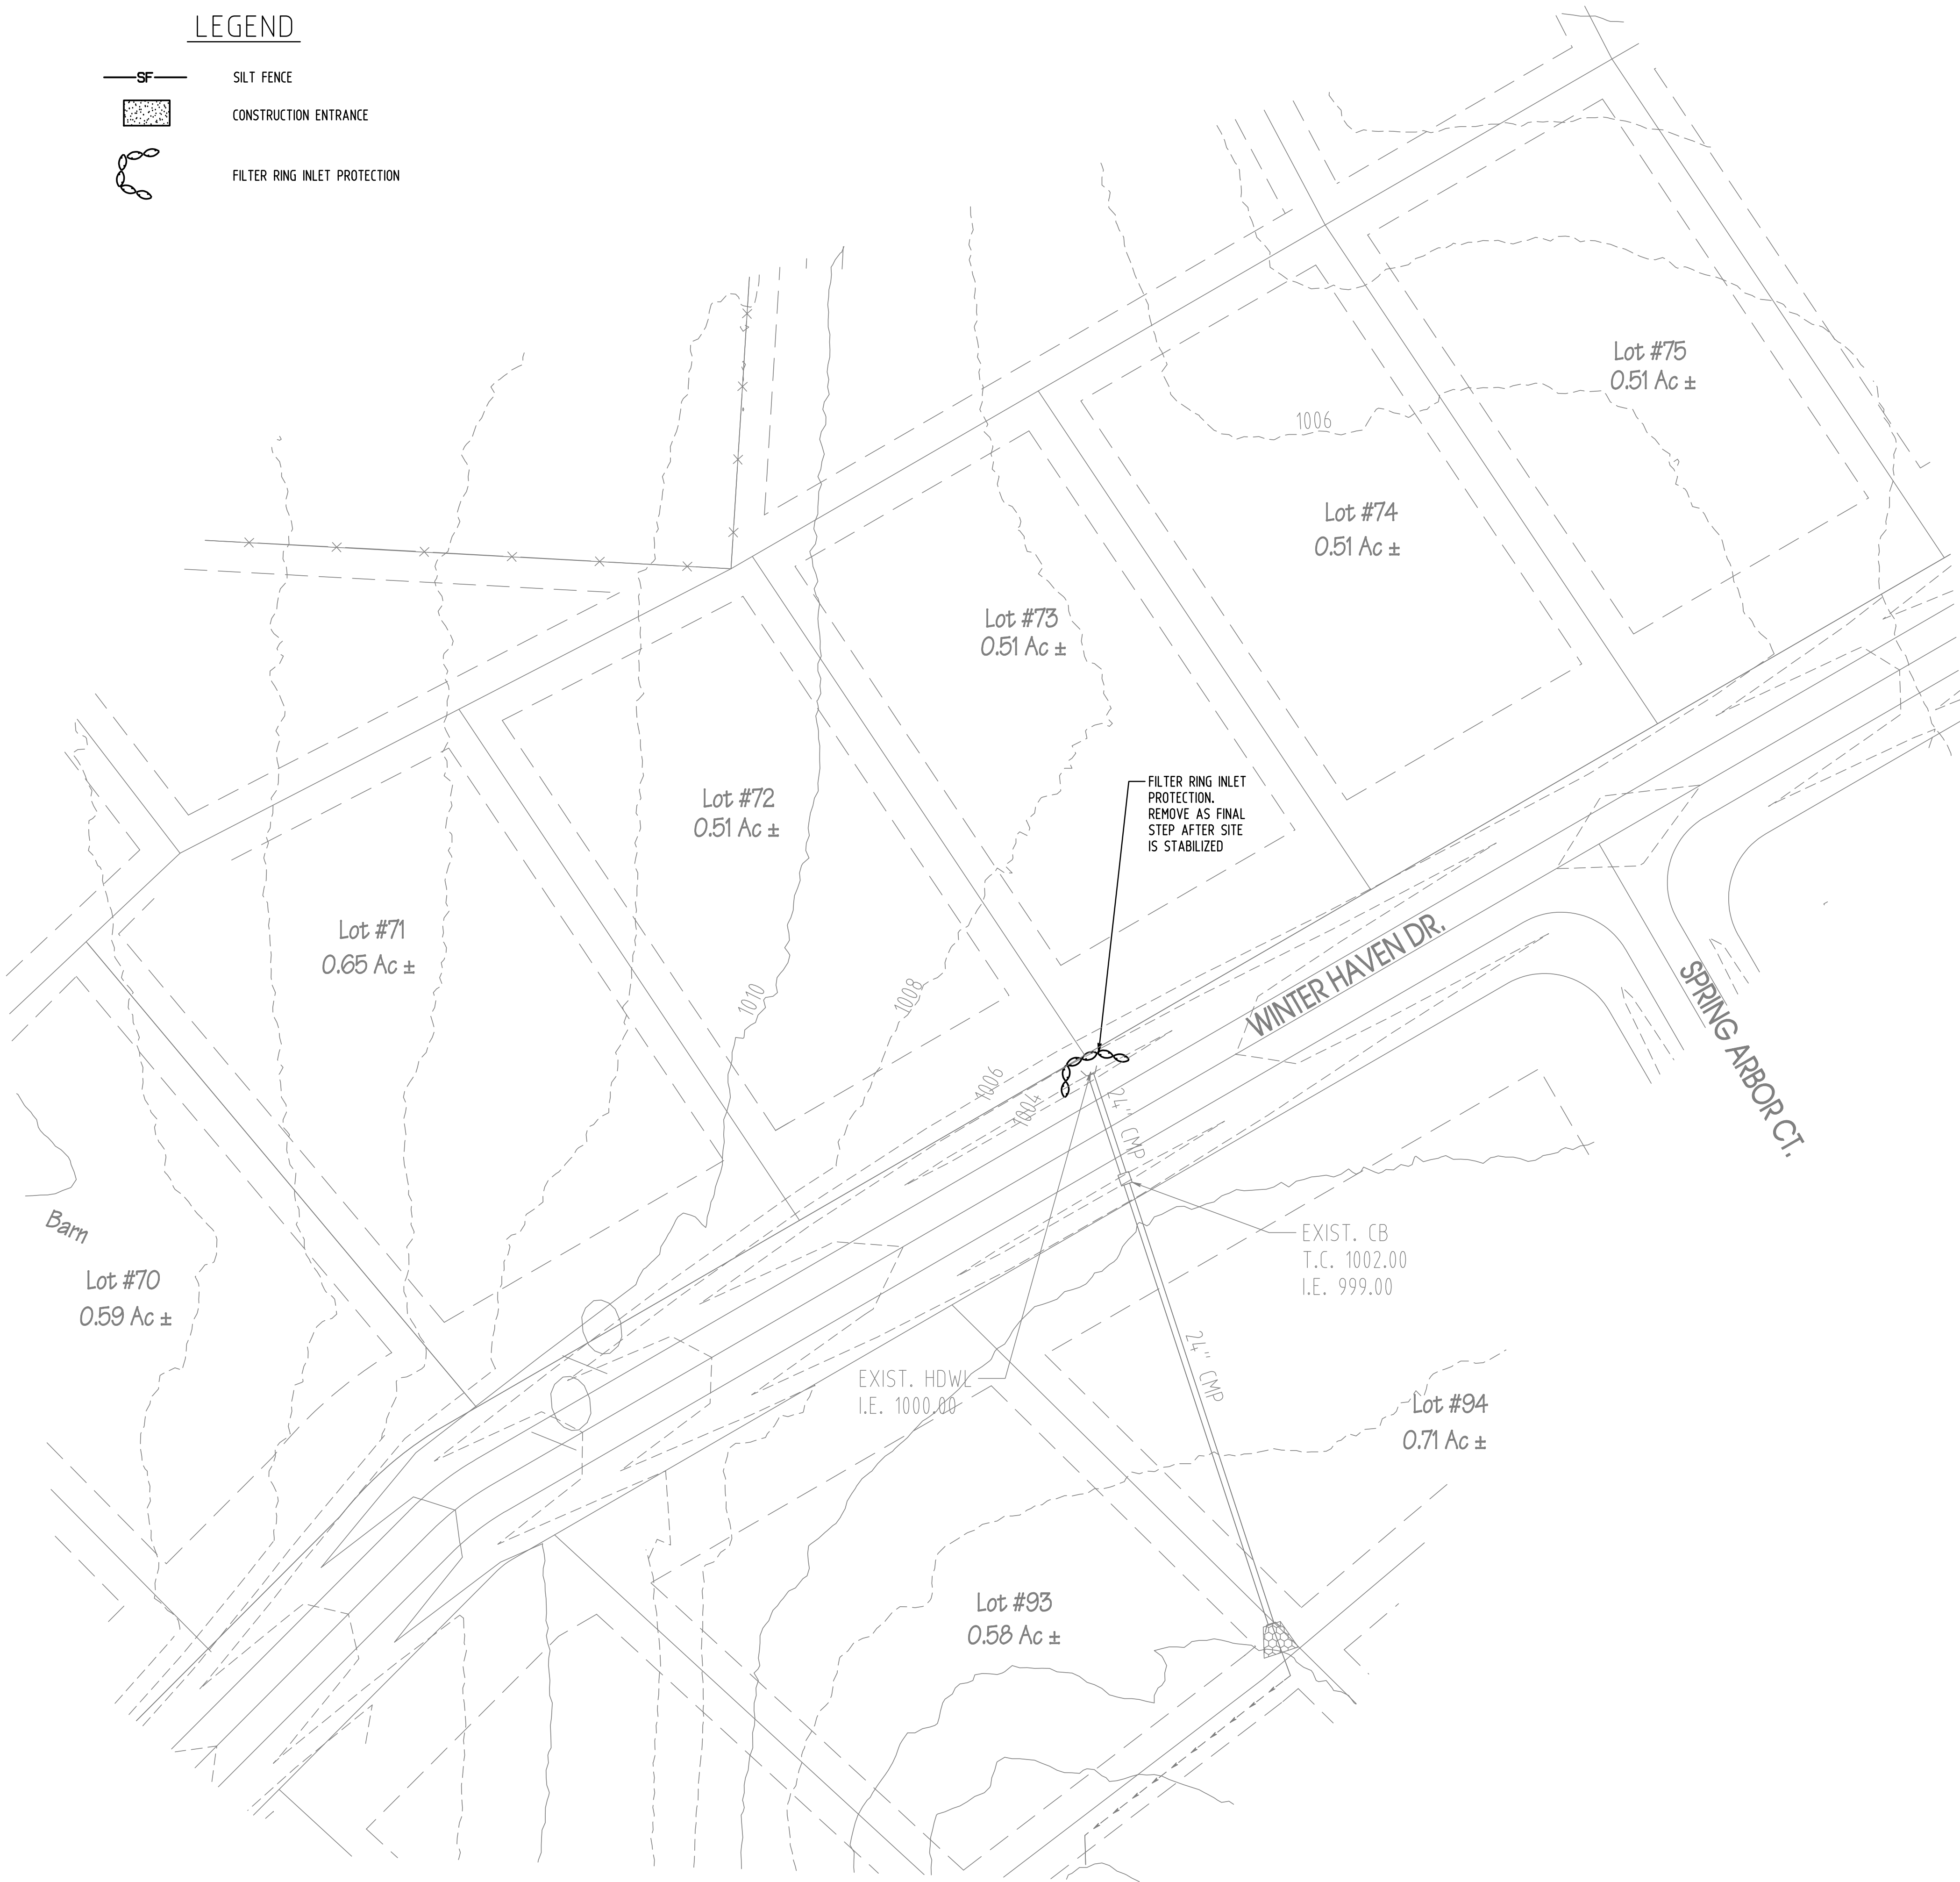 LEGEND
SF
SILT FENCE
CONSTRUCTION ENTRANCE
FILTER RING INLET PROTECTION
Lot #75
0.51 Ac ±
1006
Lot #74
0.51 Ac ±
Lot #73
0.51 Ac ±
Lot #72
0.51 Ac ±
FILTER RING INLET
PROTECTION.
REMOVE AS FINAL
STEP AFTER SITE
IS STABILIZED
Lot #71
0.65 Ac ±
1010
1008
WINTER HAVEN DR.
SPRING ARBOR CT.
1006
1004
24" CMP
Barn
Lot #70
0.59 Ac ±
EXIST. CB
T.C. 1002.00
I.E. 999.00
24" CMP
EXIST. HDWL
I.E. 1000.00
Lot #94
0.71 Ac ±
Lot #93
0.58 Ac ±